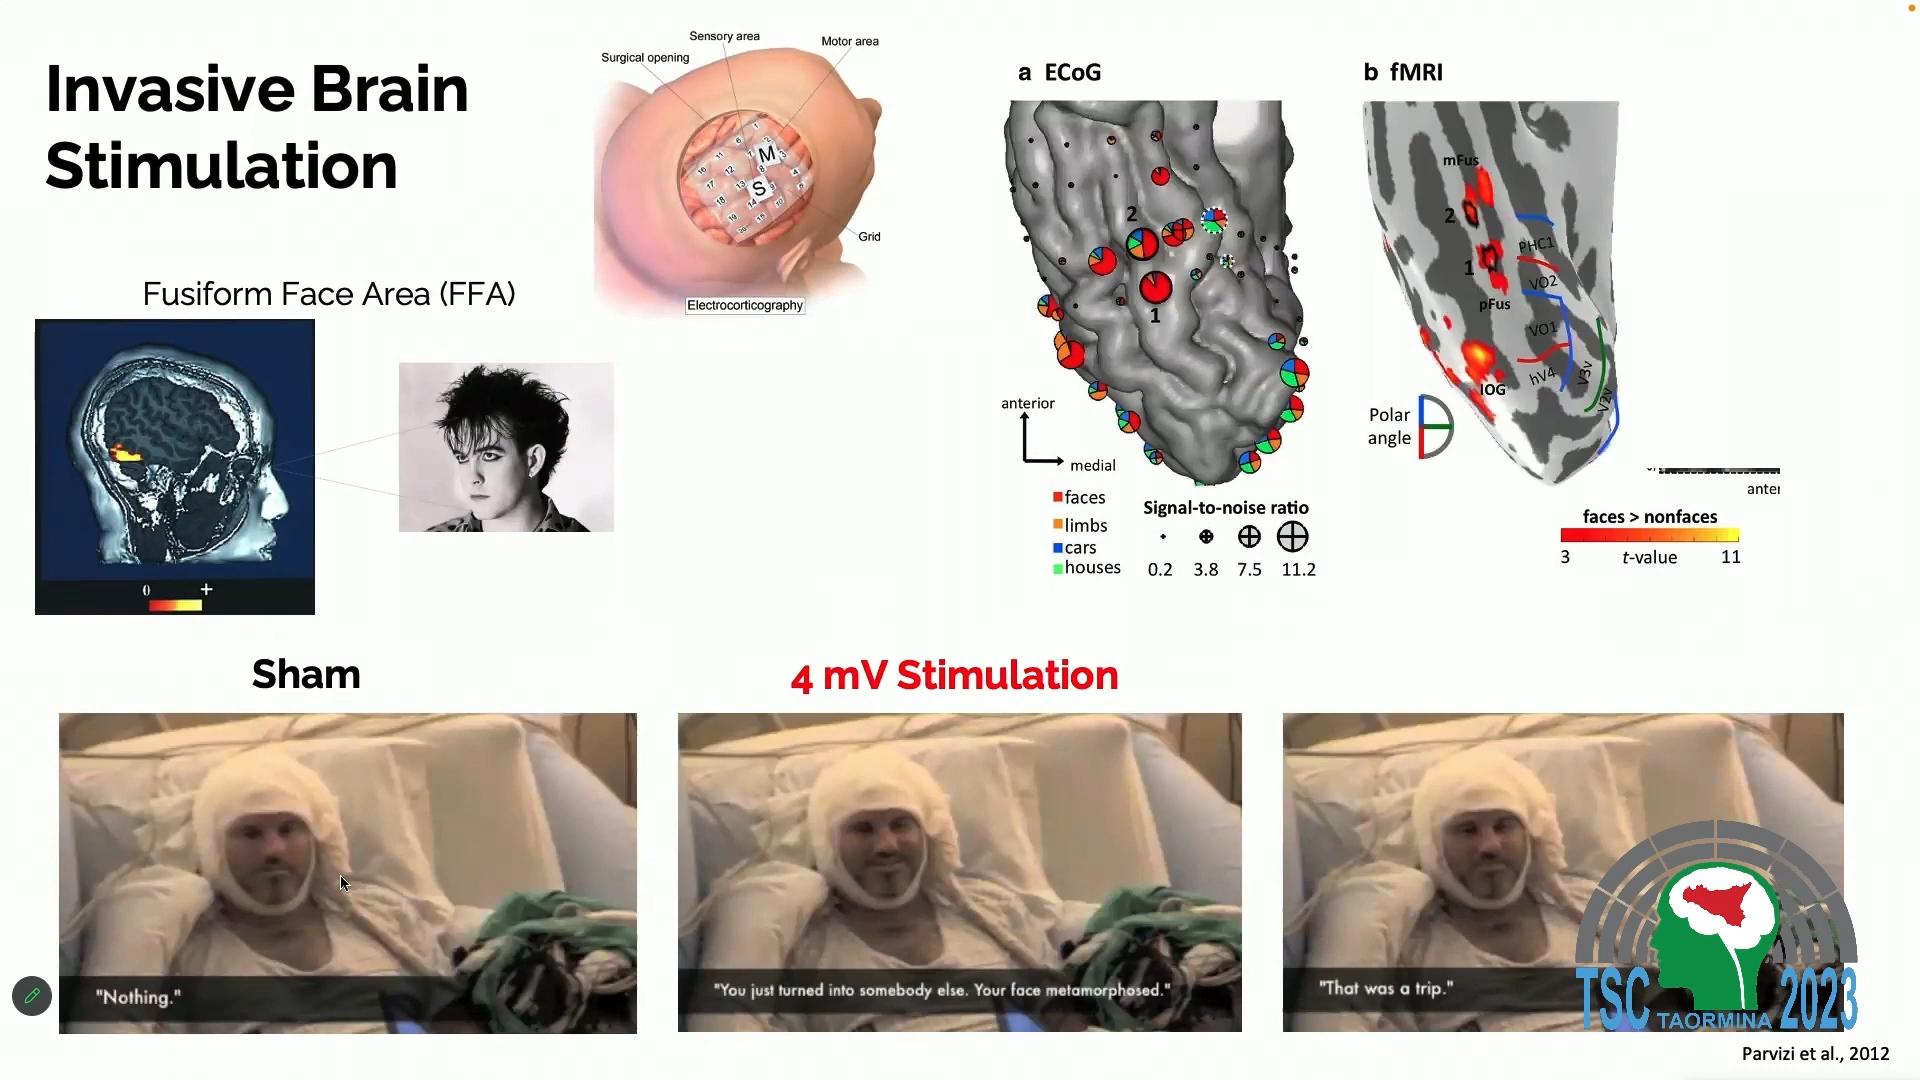 Invasive Brain
Stimulation
Sensory area
Surgical opening
Motor area
M
S
Grid
Electrocorticography
Fusiform Face Area (FFA)
0 +
a ECoG
2
1
anterior
medial
faces
limbs
cars
houses
Signal-to-noise ratio
0.2 3.8 7.5 11.2
b fMRI
mFus
2
PHC1
1
VO2
pFus
VO1
hV4
V3v
V2v
IOG
Polar
angle
anter
faces > nonfaces
3 t-value 11
Sham
4 mV Stimulation
"Nothing."
"You just turned into somebody else. Your face metamorphosed."
"That was a trip."
TSC TAORMINA 2023
Parvizi et al., 2012